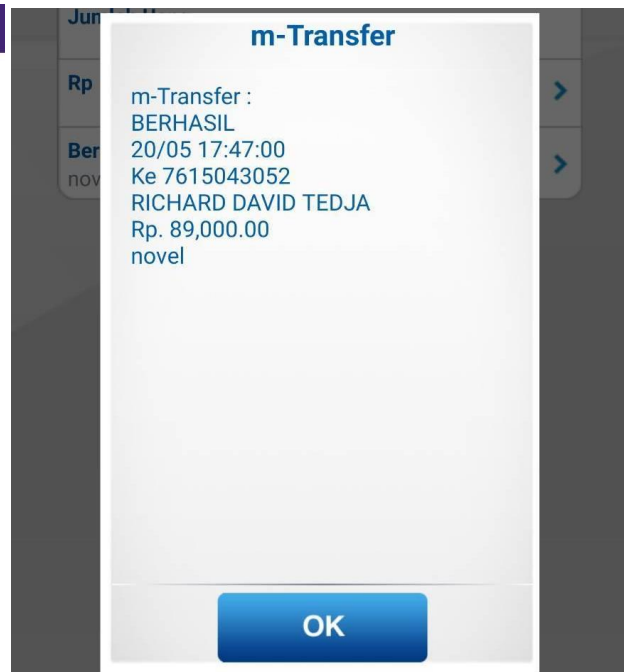 m-Transfer
Rp
Ber
nov
m-Transfer :
BERHASIL
20/05 17:47:00
Ke 7615043052
RICHARD DAVID TEDJA
Rp. 89,000.00
novel
OK